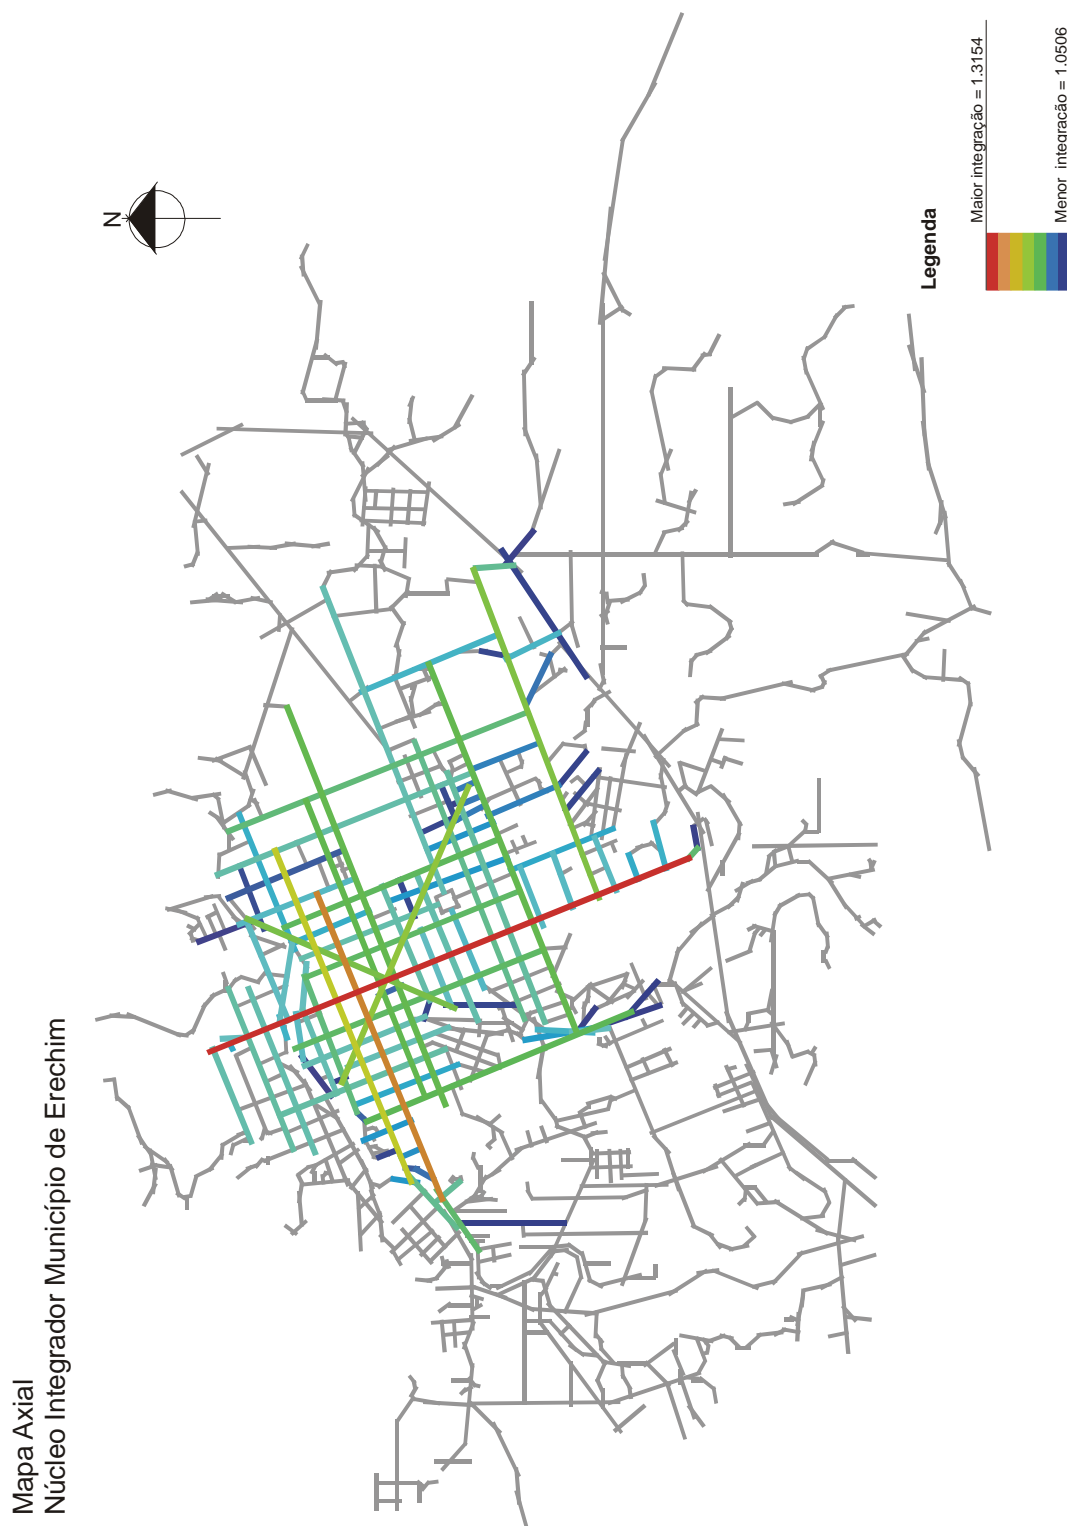 Mapa Axial
Núcleo Integrador Município de Erechim
N
Legenda
Maior integração = 1.3154
Menor integração = 1.0506